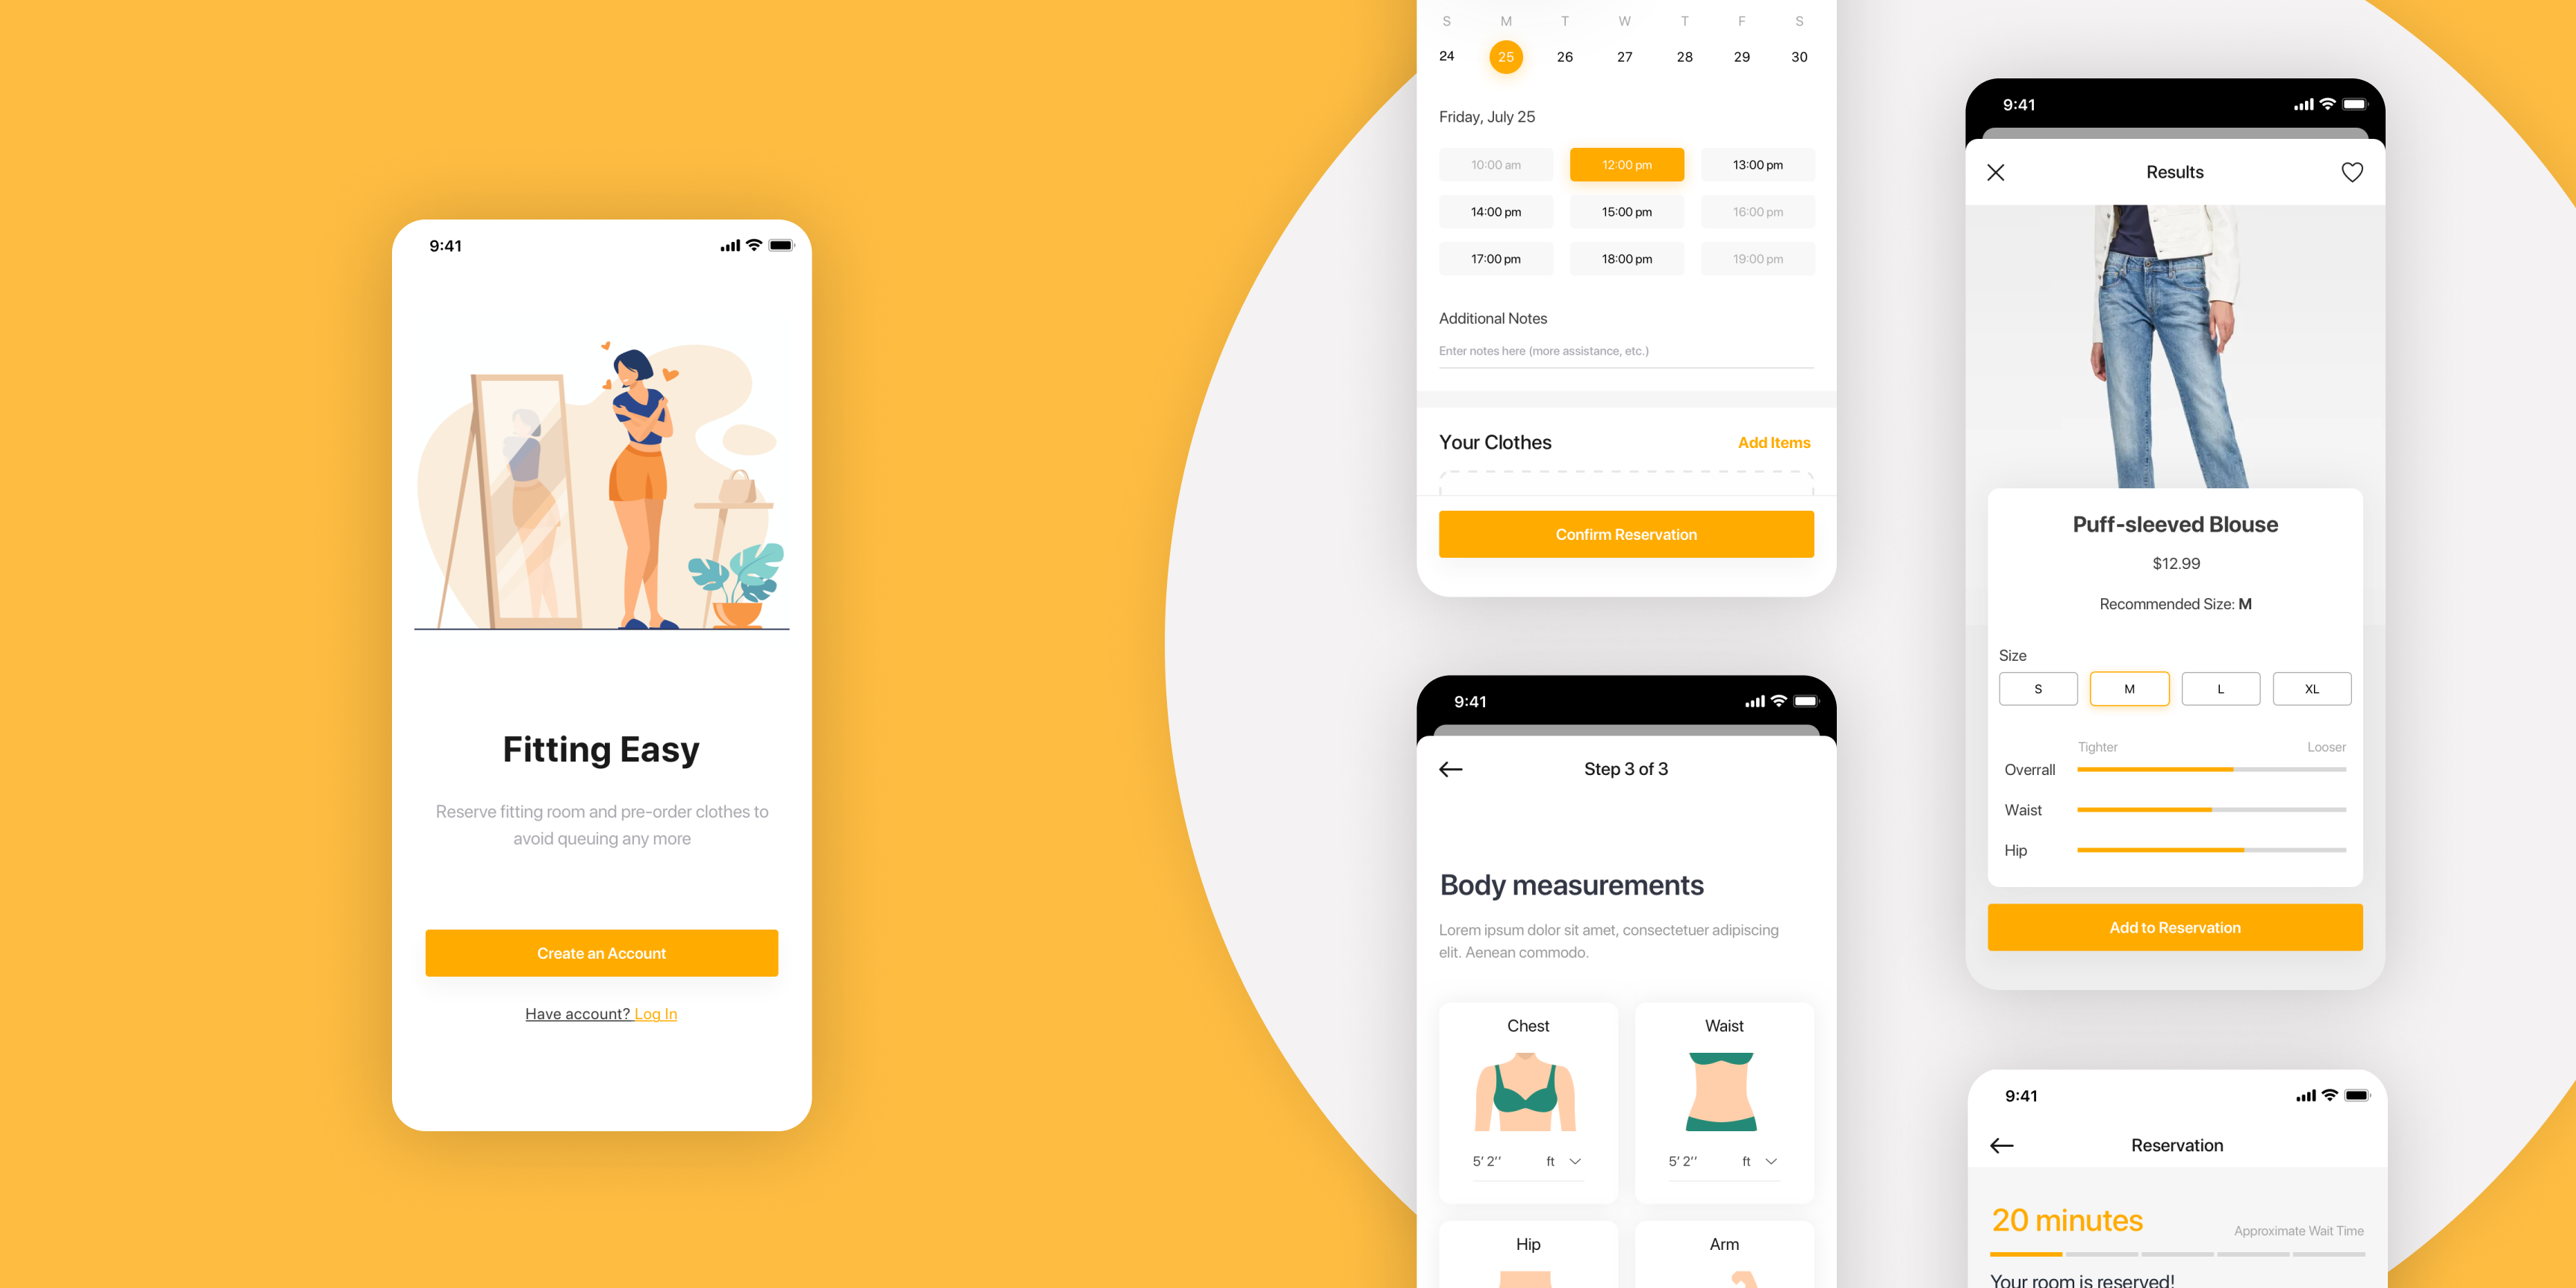 9:41
Fitting Easy
Reserve fitting room and pre-order clothes to
avoid queuing any more
Create an Account
Have account? Log In
S M T W T F S
24 25 26 27 28 29 30
Friday, July 25
10:00 am 12:00 pm 13:00 pm
14:00 pm 15:00 pm 16:00 pm
17:00 pm 18:00 pm 19:00 pm
Additional Notes
Enter notes here (more assistance, etc.)
Your Clothes Add Items
Confirm Reservation
9:41
Step 3 of 3
Body measurements
Lorem ipsum dolor sit amet, consectetuer adipiscing
elit. Aenean commodo.
Chest Waist
5' 2'' ft 5' 2'' ft
Hip Arm
9:41
Results
Puff-sleeved Blouse
$12.99
Recommended Size: M
Size
S M L XL
Tighter Looser
Overrall
Waist
Hip
Add to Reservation
9:41
Reservation
20 minutes Approximate Wait Time
Your room is reserved!